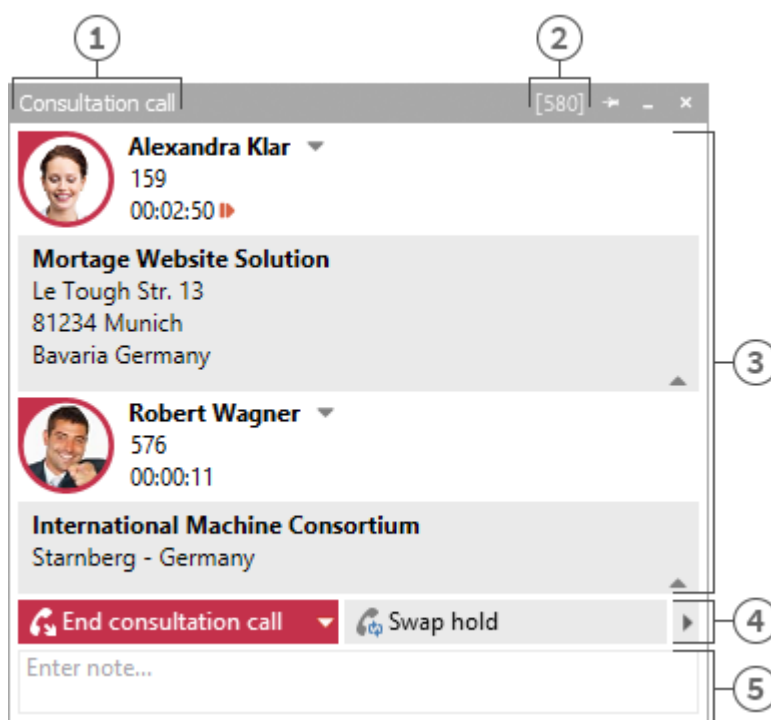 1
2
Consultation call
[580]
Alexandra Klar
159
00:02:50
Mortage Website Solution
Le Tough Str. 13
81234 Munich
Bavaria Germany
3
Robert Wagner
576
00:00:11
International Machine Consortium
Starnberg - Germany
End consultation call
Swap hold
4
Enter note...
5